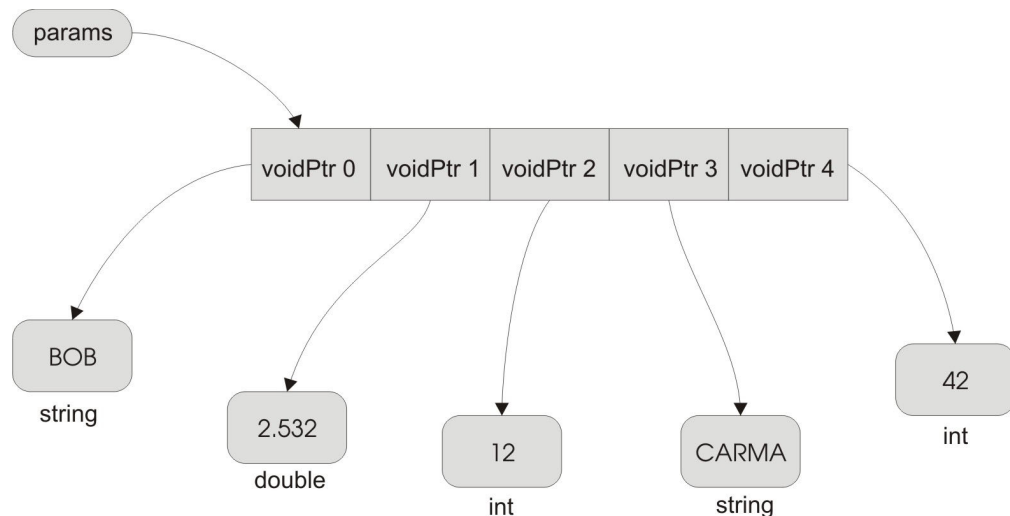 params
voidPtr 0
voidPtr 1
voidPtr 2
voidPtr 3
voidPtr 4
BOB
string
2.532
double
12
int
CARMA
string
42
int